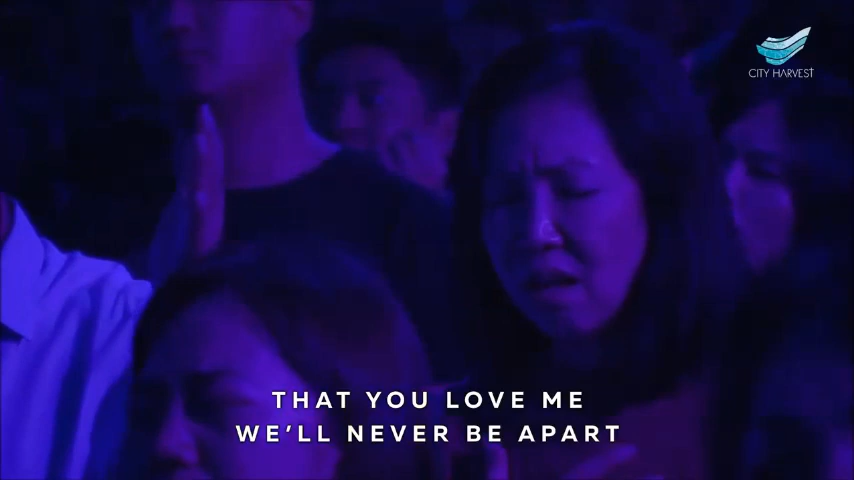 CITY HARVEST
THAT YOU LOVE ME
WE'LL NEVER BE APART